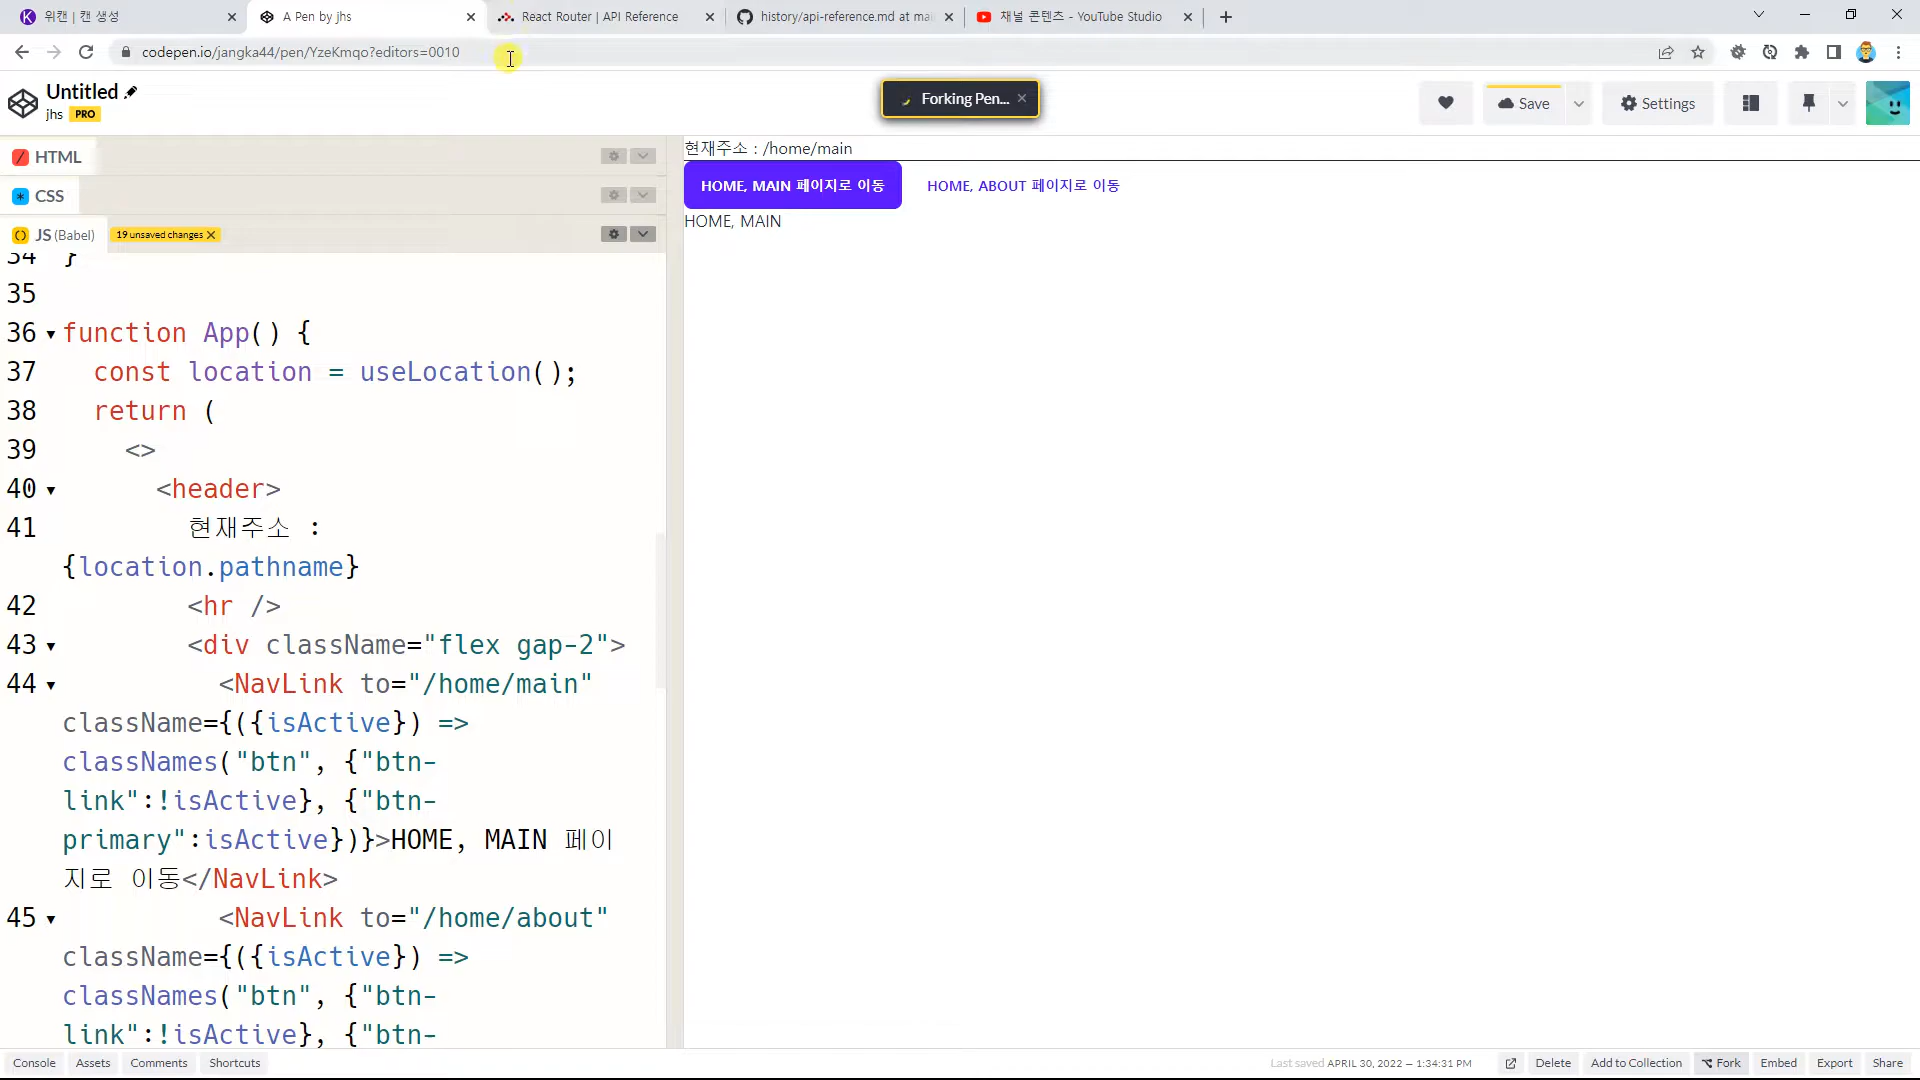 위캔 | 캔 생성
A Pen by jhs
React Router | API Reference
history/api-reference.md at mai
채널 콘텐츠 - YouTube Studio
codepen.io/jangka44/pen/YzeKmqo?editors=0010
Untitled
jhs PRO
Forking Pen...
Save
Settings
HTML
CSS
JS (Babel)
19 unsaved changes
34 }
35
36 function App() {
37 const location = useLocation();
38 return (
39 <>
40 <header>
41 현재주소 :
{location.pathname}
42 <hr />
43 <div className="flex gap-2">
44 <NavLink to="/home/main"
className={({isActive}) =>
classNames("btn", {"btn-
link":!isActive}, {"btn-
primary":isActive})}>HOME, MAIN 페이
지로 이동</NavLink>
45 <NavLink to="/home/about"
className={({isActive}) =>
classNames("btn", {"btn-
link":!isActive}, {"btn-
현재주소 : /home/main
HOME, MAIN 페이지로 이동
HOME, ABOUT 페이지로 이동
HOME, MAIN
Console
Assets
Comments
Shortcuts
Last saved APRIL 30, 2022 — 1:34:31 PM
Delete
Add to Collection
Fork
Embed
Export
Share